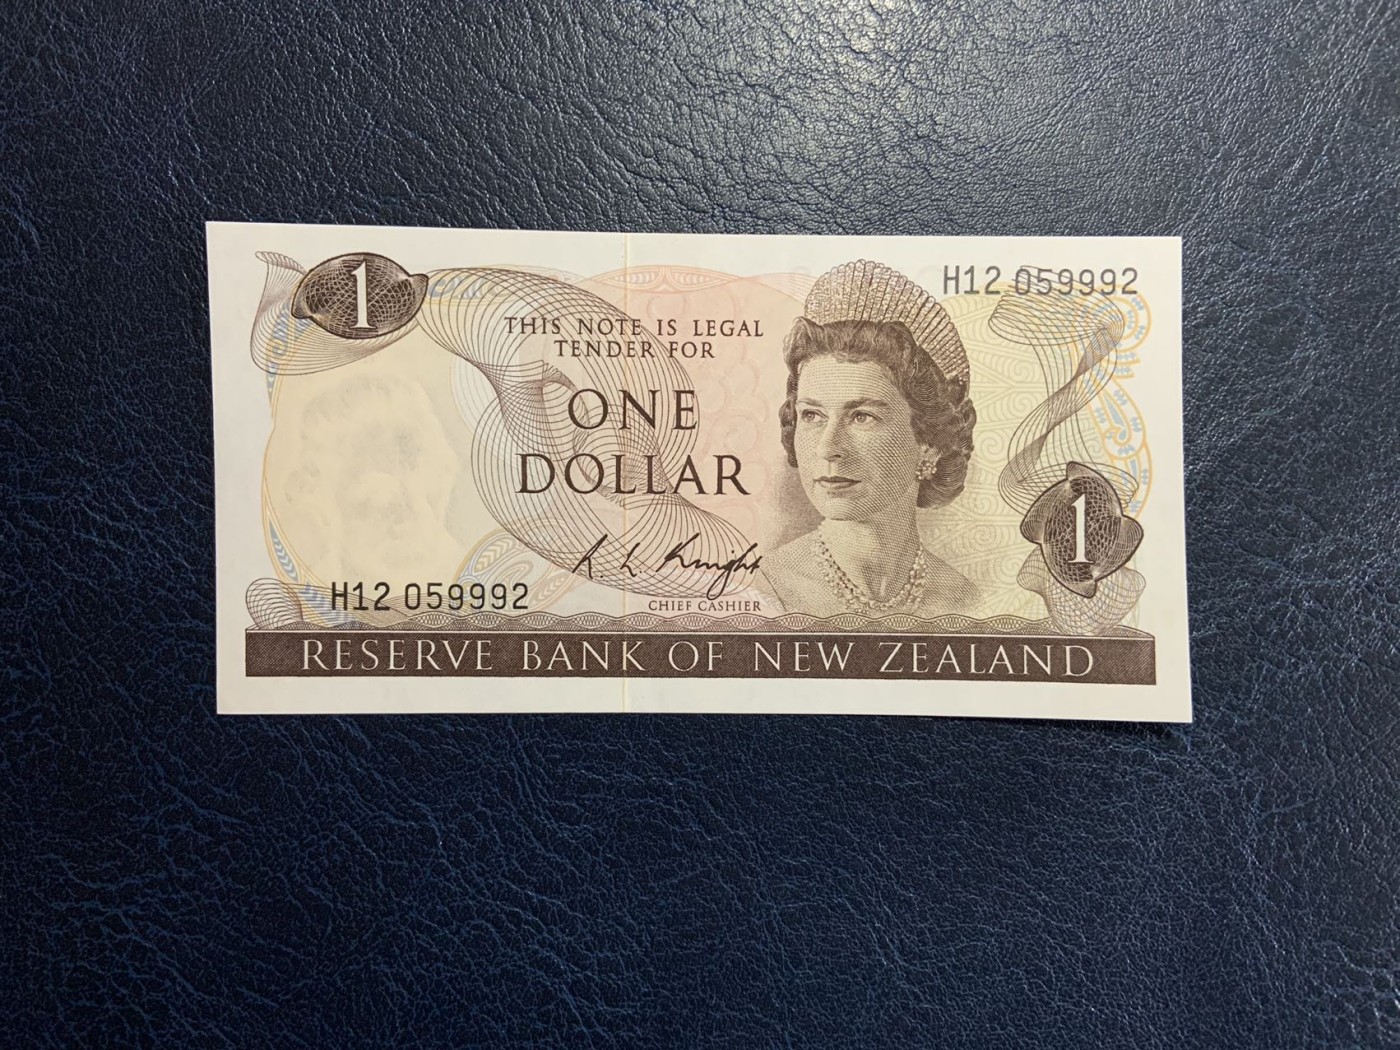 1
H12 059992
THIS NOTE IS LEGAL
TENDER FOR
ONE
DOLLAR
1
R. L. Knight
H12 059992
CHIEF CASHIER
RESERVE BANK OF NEW ZEALAND